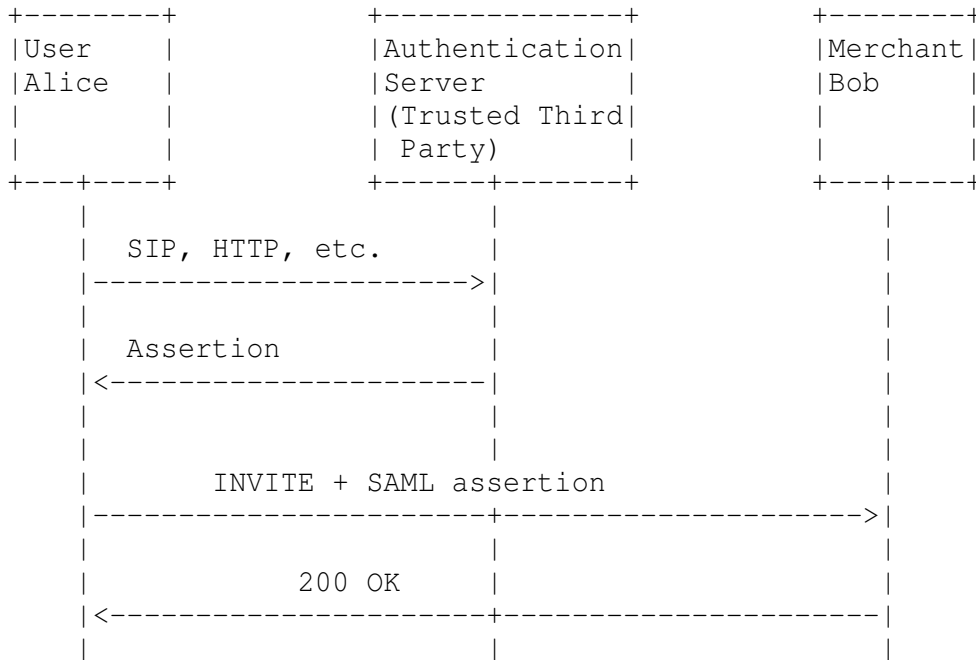 User Authentication Merchant
Alice Server Bob
(Trusted Third
Party)
SIP, HTTP, etc.
Assertion
INVITE + SAML assertion
200 OK